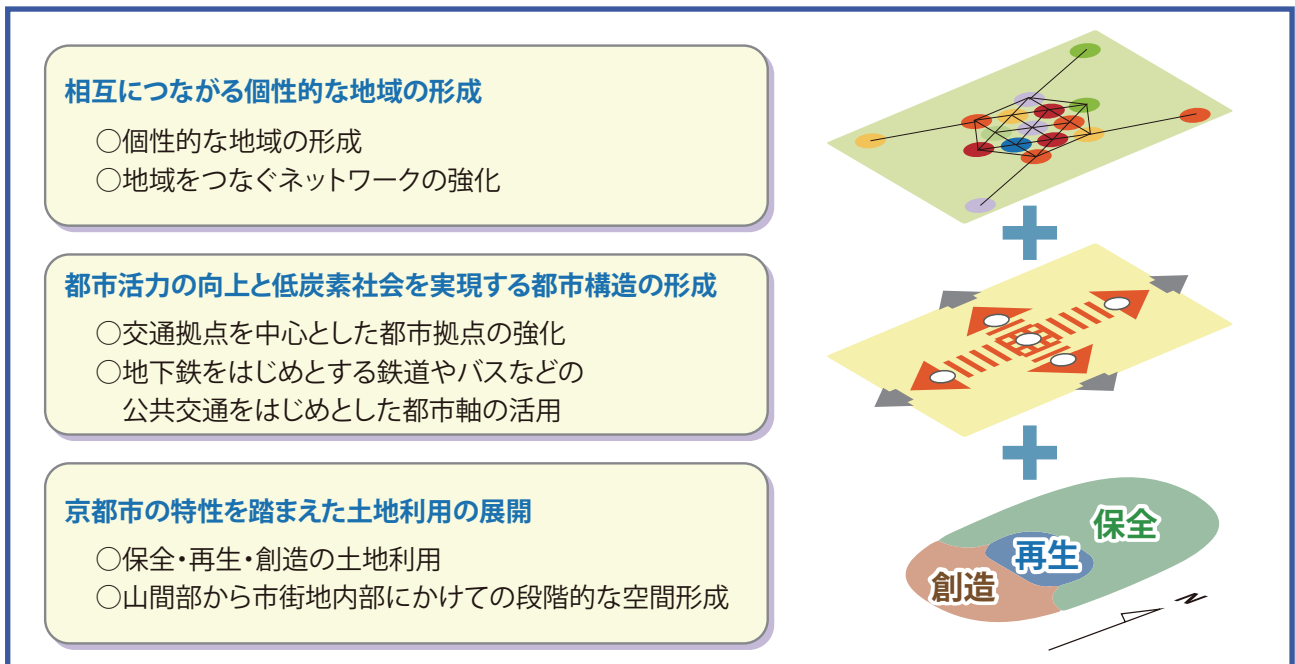 相互につながる個性的な地域の形成
○個性的な地域の形成
○地域をつなぐネットワークの強化
都市活力の向上と低炭素社会を実現する都市構造の形成
○交通拠点を中心とした都市拠点の強化
○地下鉄をはじめとする鉄道やバスなどの
公共交通をはじめとした都市軸の活用
京都市の特性を踏まえた土地利用の展開
○保全・再生・創造の土地利用
○山間部から市街地内部にかけての段階的な空間形成
保全
再生
創造
N